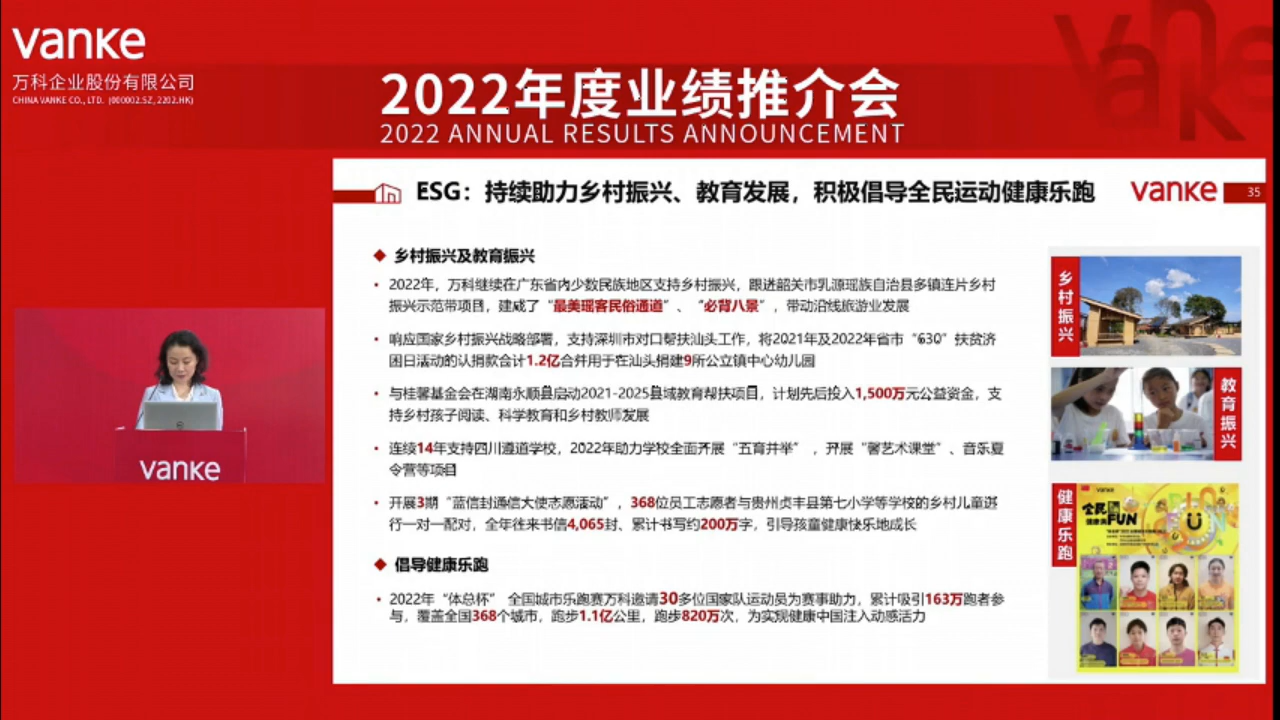 vanke
万科企业股份有限公司
CHINA VANKE CO., LTD. (000002.SZ, 2202.HK)
vanke
2022年度业绩推介会
2022 ANNUAL RESULTS ANNOUNCEMENT
ESG：持续助力乡村振兴、教育发展，积极倡导全民运动健康乐跑
vanke
35
乡村振兴及教育振兴
2022年，万科继续在广东省内少数民族地区支持乡村振兴，跟进韶关市乳源瑶族自治县多镇连片乡村
振兴示范带项目，建成了“最美瑶客民俗通道”、“必背八景”，带动沿线旅游业发展
响应国家乡村振兴战略部署，支持深圳市对口帮扶汕头工作，将2021年及2022年省市“630”扶贫济
困日活动的认捐款合计1.2亿合并用于在汕头捐建9所公立镇中心幼儿园
与桂馨基金会在湖南永顺县启动2021-2025县域教育帮扶项目，计划先后投入1,500万元公益资金，支
持乡村孩子阅读、科学教育和乡村教师发展
连续14年支持四川遵道学校，2022年助力学校全面开展“五育并举”，开展“馨艺术课堂”、音乐夏
令营等项目
开展3期“蓝信封通信大使志愿活动”，368位员工志愿者与贵州贞丰县第七小学等学校的乡村儿童进
行一对一配对，全年往来书信4,065封、累计书写约200万字，引导孩童健康快乐地成长
倡导健康乐跑
2022年“体总杯” 全国城市乐跑赛万科邀请30多位国家队运动员为赛事助力，累计吸引163万跑者参
与，覆盖全国368个城市，跑步1.1亿公里，跑步820万次，为实现健康中国注入动感活力
乡村振兴
教育振兴
健康乐跑
vanke
全民
FUN
vanke